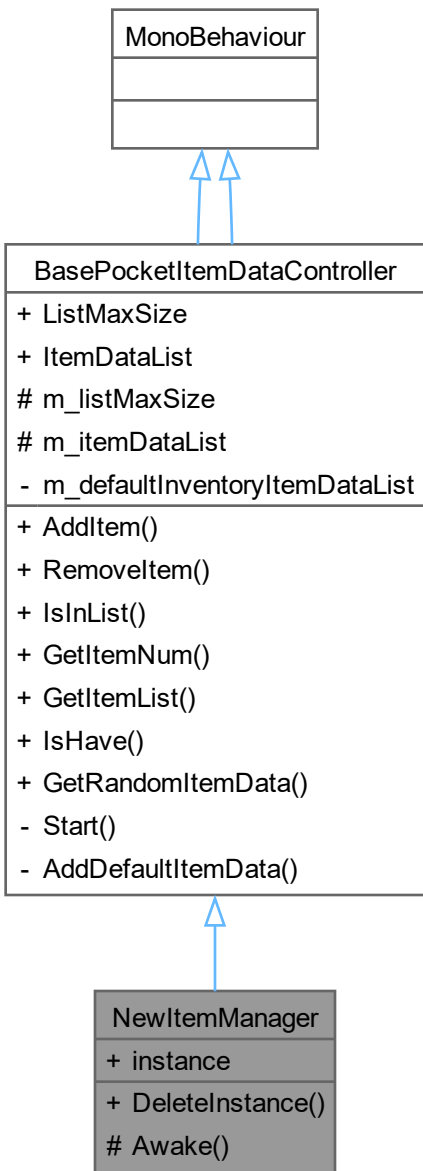 MonoBehaviour
BasePocketItemDataController
+ ListMaxSize
+ ItemDataList
# m_listMaxSize
# m_itemDataList
- m_defaultInventoryItemDataList
+ AddItem()
+ RemoveItem()
+ IsInList()
+ GetItemNum()
+ GetItemList()
+ IsHave()
+ GetRandomItemData()
- Start()
- AddDefaultItemData()
NewItemManager
+ instance
+ DeleteInstance()
# Awake()